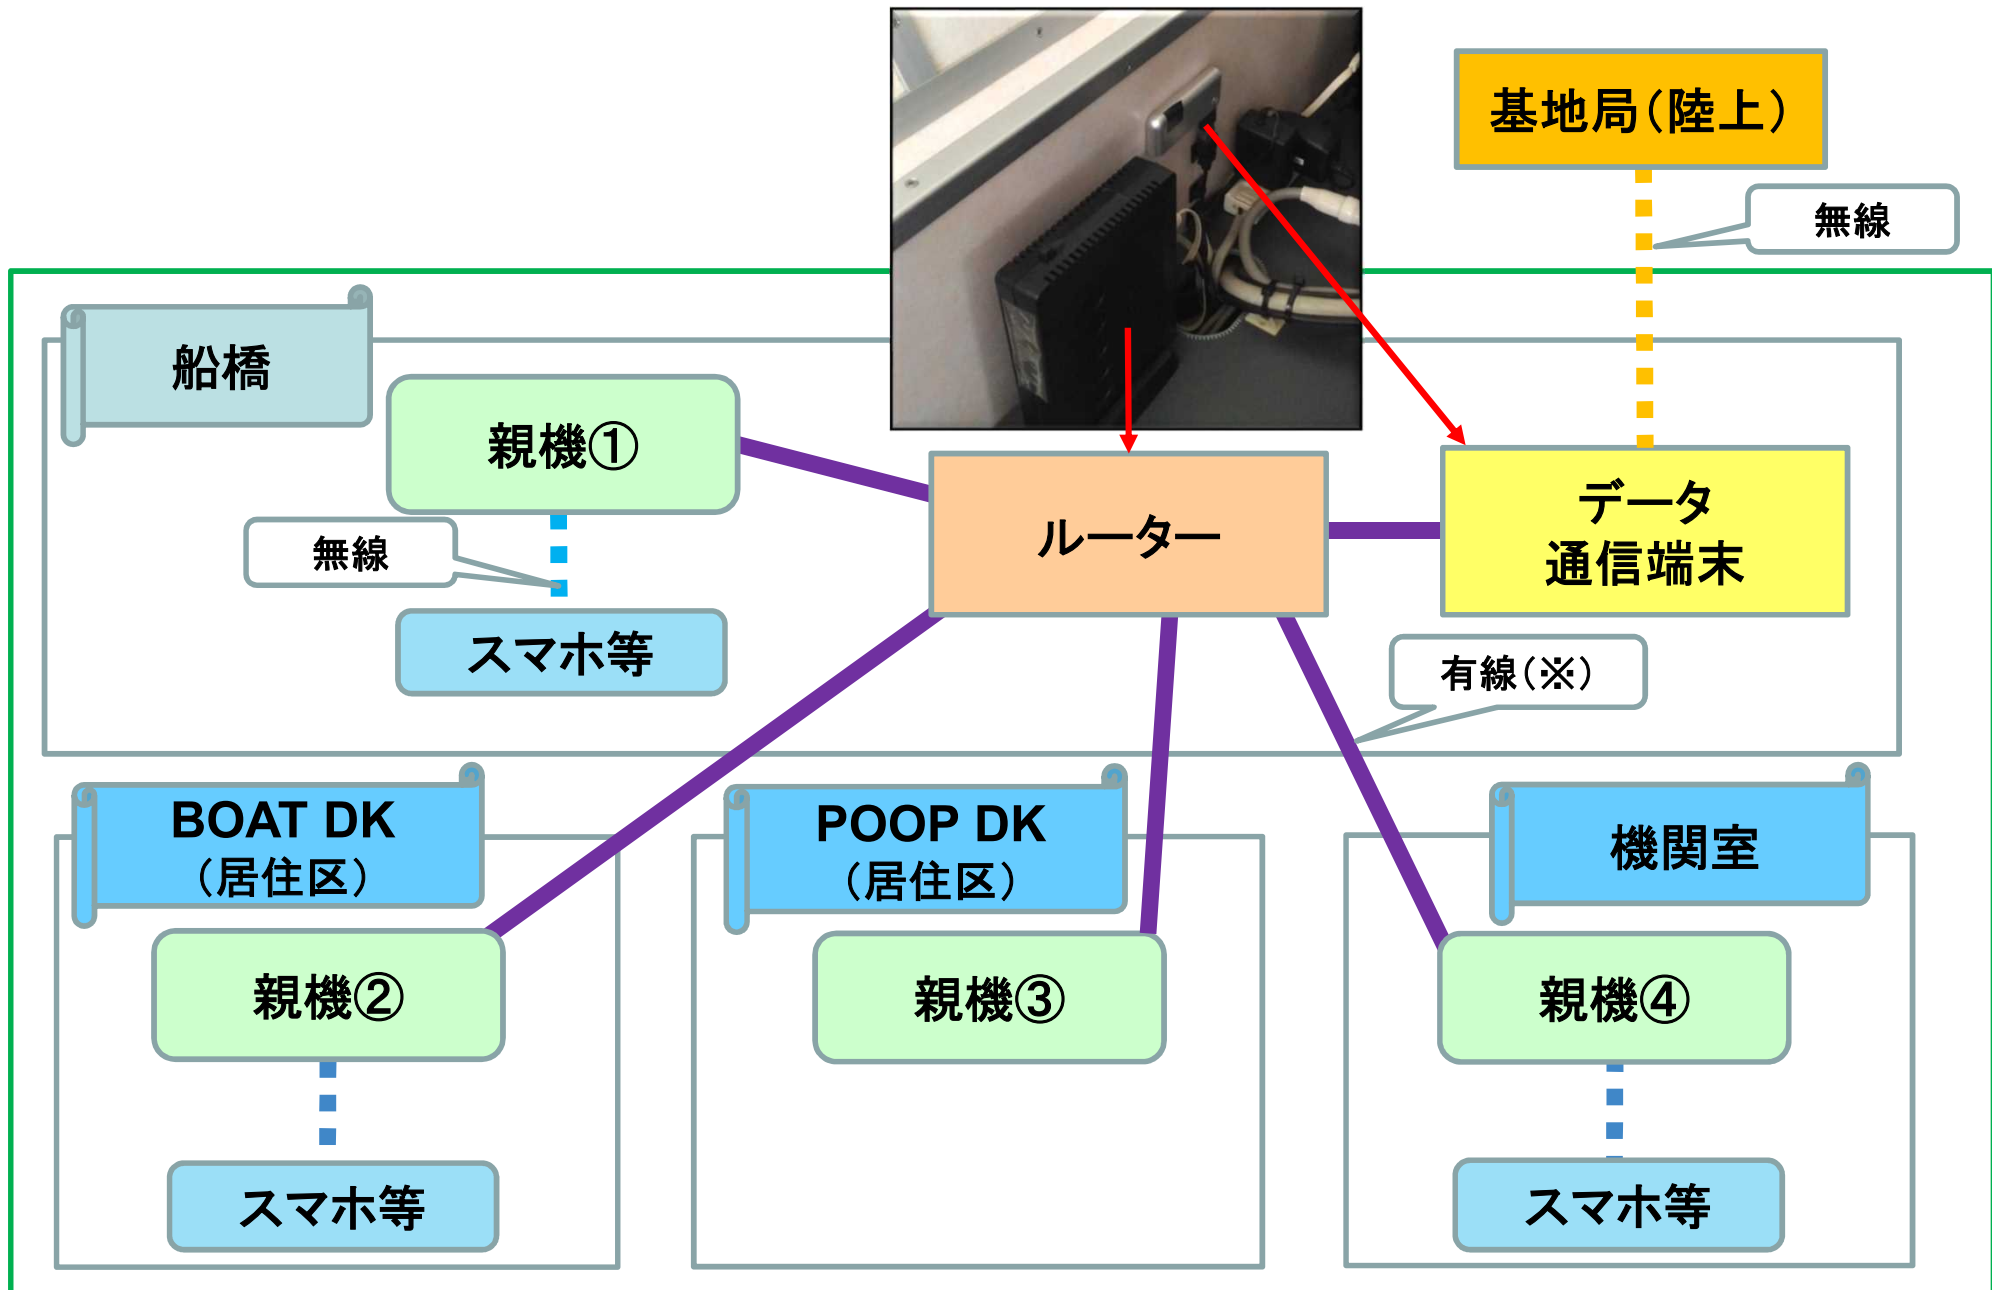 基地局（陸上）
無線
船橋
親機①
無線
スマホ等
ルーター
データ
通信端末
有線（※）
BOAT DK
（居住区）
親機②
スマホ等
POOP DK
（居住区）
親機③
機関室
親機④
スマホ等